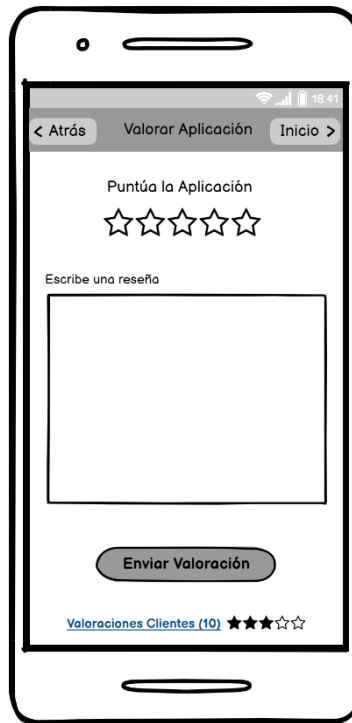 18:41
< Atrás Valorar Aplicación Inicio >
Puntúa la Aplicación
Escribe una reseña
Enviar Valoración
Valoraciones Clientes (10)